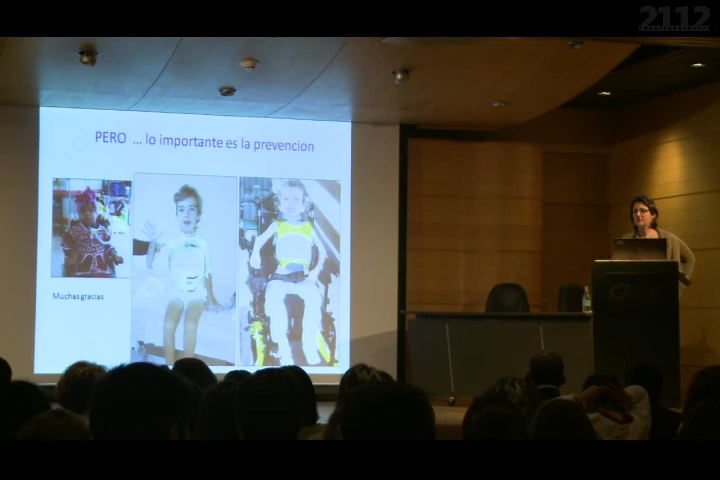 2112
PERO ... lo importante es la prevencion
Muchas gracias